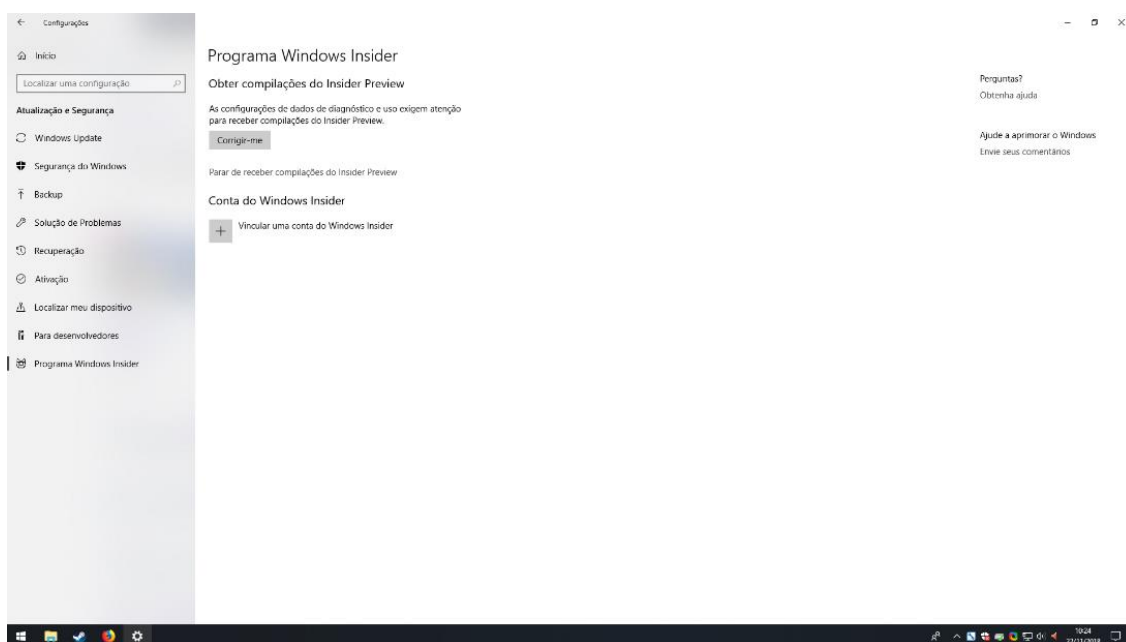 Configurações
Início
Localizar uma configuração
Atualização e Segurança
Windows Update
Segurança do Windows
Backup
Solução de Problemas
Recuperação
Ativação
Localizar meu dispositivo
Para desenvolvedores
Programa Windows Insider
Programa Windows Insider
Obter compilações do Insider Preview
As configurações de dados de diagnóstico e uso exigem atenção
para receber compilações do Insider Preview.
Corrigir-me
Parar de receber compilações do Insider Preview
Conta do Windows Insider
Vincular uma conta do Windows Insider
Perguntas?
Obtenha ajuda
Ajude a aprimorar o Windows
Envie seus comentários
10:24